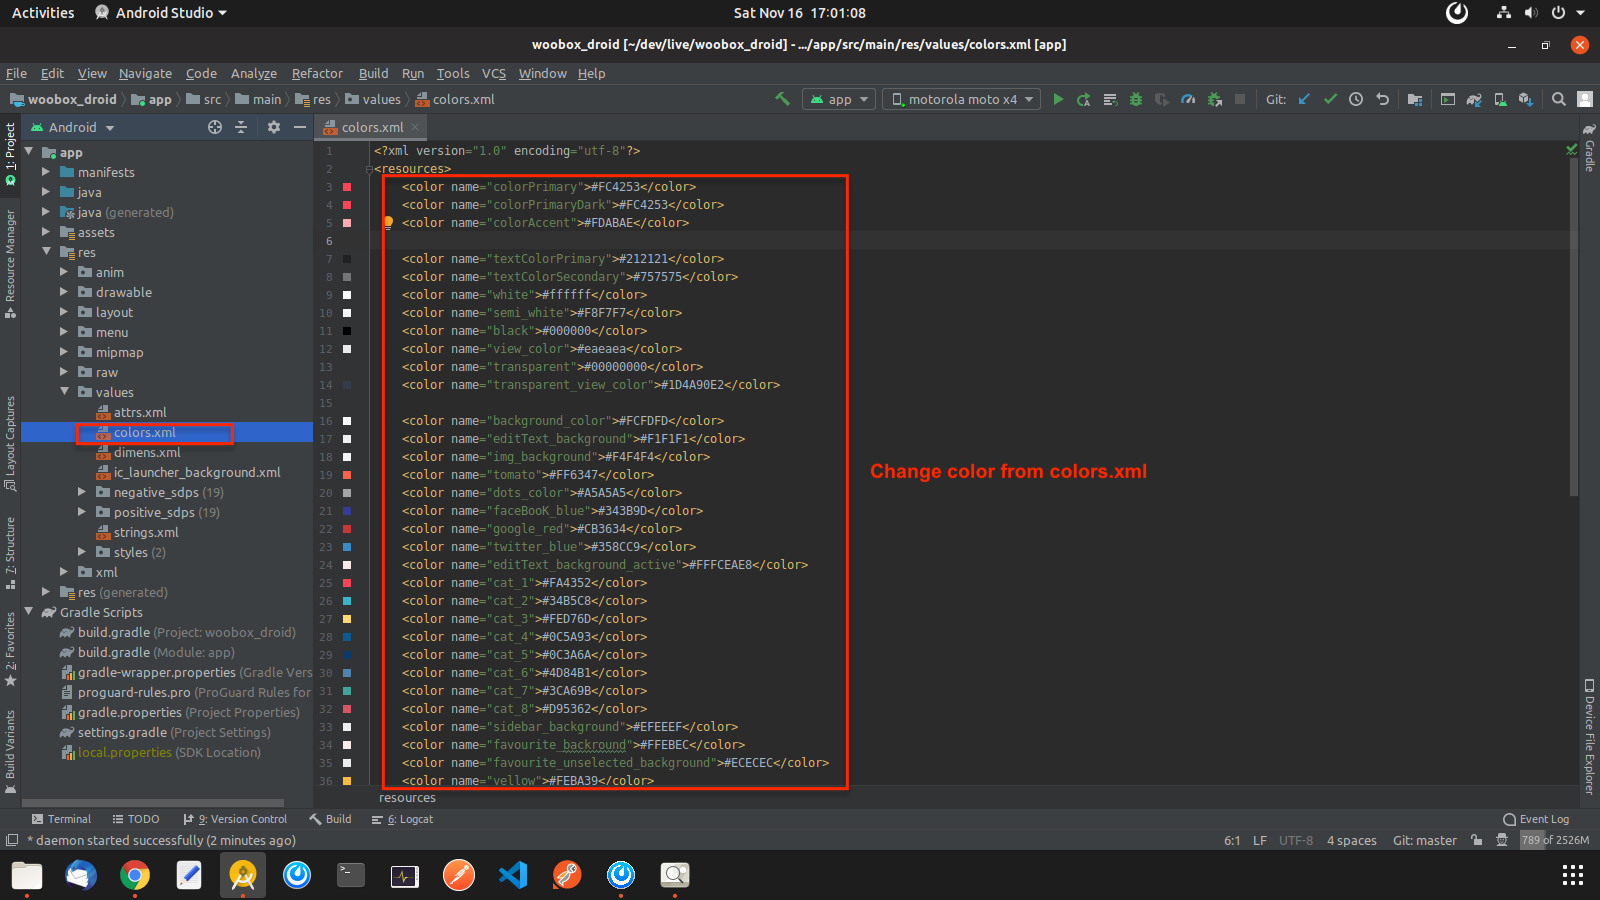 Activities Android Studio Sat Nov 16 17:01:08
woobox_droid [~/dev/live/woobox_droid] - .../app/src/main/res/values/colors.xml [app]
File Edit View Navigate Code Analyze Refactor Build Run Tools VCS Window Help
woobox_droid app src main res values colors.xml app motorola moto x4 Git:
Android colors.xml
1: Project
Resource Manager
Layout Captures
7: Structure
2: Favorites
Build Variants
app
manifests
java
java (generated)
assets
res
anim
drawable
layout
menu
mipmap
raw
values
attrs.xml
colors.xml
dimens.xml
ic_launcher_background.xml
negative_sdps (19)
positive_sdps (19)
strings.xml
styles (2)
xml
res (generated)
Gradle Scripts
build.gradle (Project: woobox_droid)
build.gradle (Module: app)
gradle-wrapper.properties (Gradle Vers
proguard-rules.pro (ProGuard Rules for
gradle.properties (Project Properties)
settings.gradle (Project Settings)
local.properties (SDK Location)
1 <?xml version="1.0" encoding="utf-8"?>
2 <resources>
3 <color name="colorPrimary">#FC4253</color>
4 <color name="colorPrimaryDark">#FC4253</color>
5 <color name="colorAccent">#FDABAE</color>
6
7 <color name="textColorPrimary">#212121</color>
8 <color name="textColorSecondary">#757575</color>
9 <color name="white">#ffffff</color>
10 <color name="semi_white">#F8F7F7</color>
11 <color name="black">#000000</color>
12 <color name="view_color">#eaeaea</color>
13 <color name="transparent">#00000000</color>
14 <color name="transparent_view_color">#1D4A90E2</color>
15
16 <color name="background_color">#FCFDFD</color>
17 <color name="editText_background">#F1F1F1</color>
18 <color name="img_background">#F4F4F4</color>
19 <color name="tomato">#FF6347</color>
20 <color name="dots_color">#A5A5A5</color>
21 <color name="faceBooK_blue">#343B9D</color>
22 <color name="google_red">#CB3634</color>
23 <color name="twitter_blue">#358CC9</color>
24 <color name="editText_background_active">#FFFCEAE8</color>
25 <color name="cat_1">#FA4352</color>
26 <color name="cat_2">#34B5C8</color>
27 <color name="cat_3">#FED76D</color>
28 <color name="cat_4">#0C5A93</color>
29 <color name="cat_5">#0C3A6A</color>
30 <color name="cat_6">#4D84B1</color>
31 <color name="cat_7">#3CA69B</color>
32 <color name="cat_8">#D95362</color>
33 <color name="sidebar_background">#EFEEEF</color>
34 <color name="favourite_backround">#FFEBEC</color>
35 <color name="favourite_unselected_background">#ECECEC</color>
36 <color name="yellow">#FEBA39</color>
Change color from colors.xml
Gradle
Device File Explorer
resources
Terminal TODO 9: Version Control Build 6: Logcat Event Log
* daemon started successfully (2 minutes ago) 6:1 LF UTF-8 4 spaces Git: master 789 of 2526M